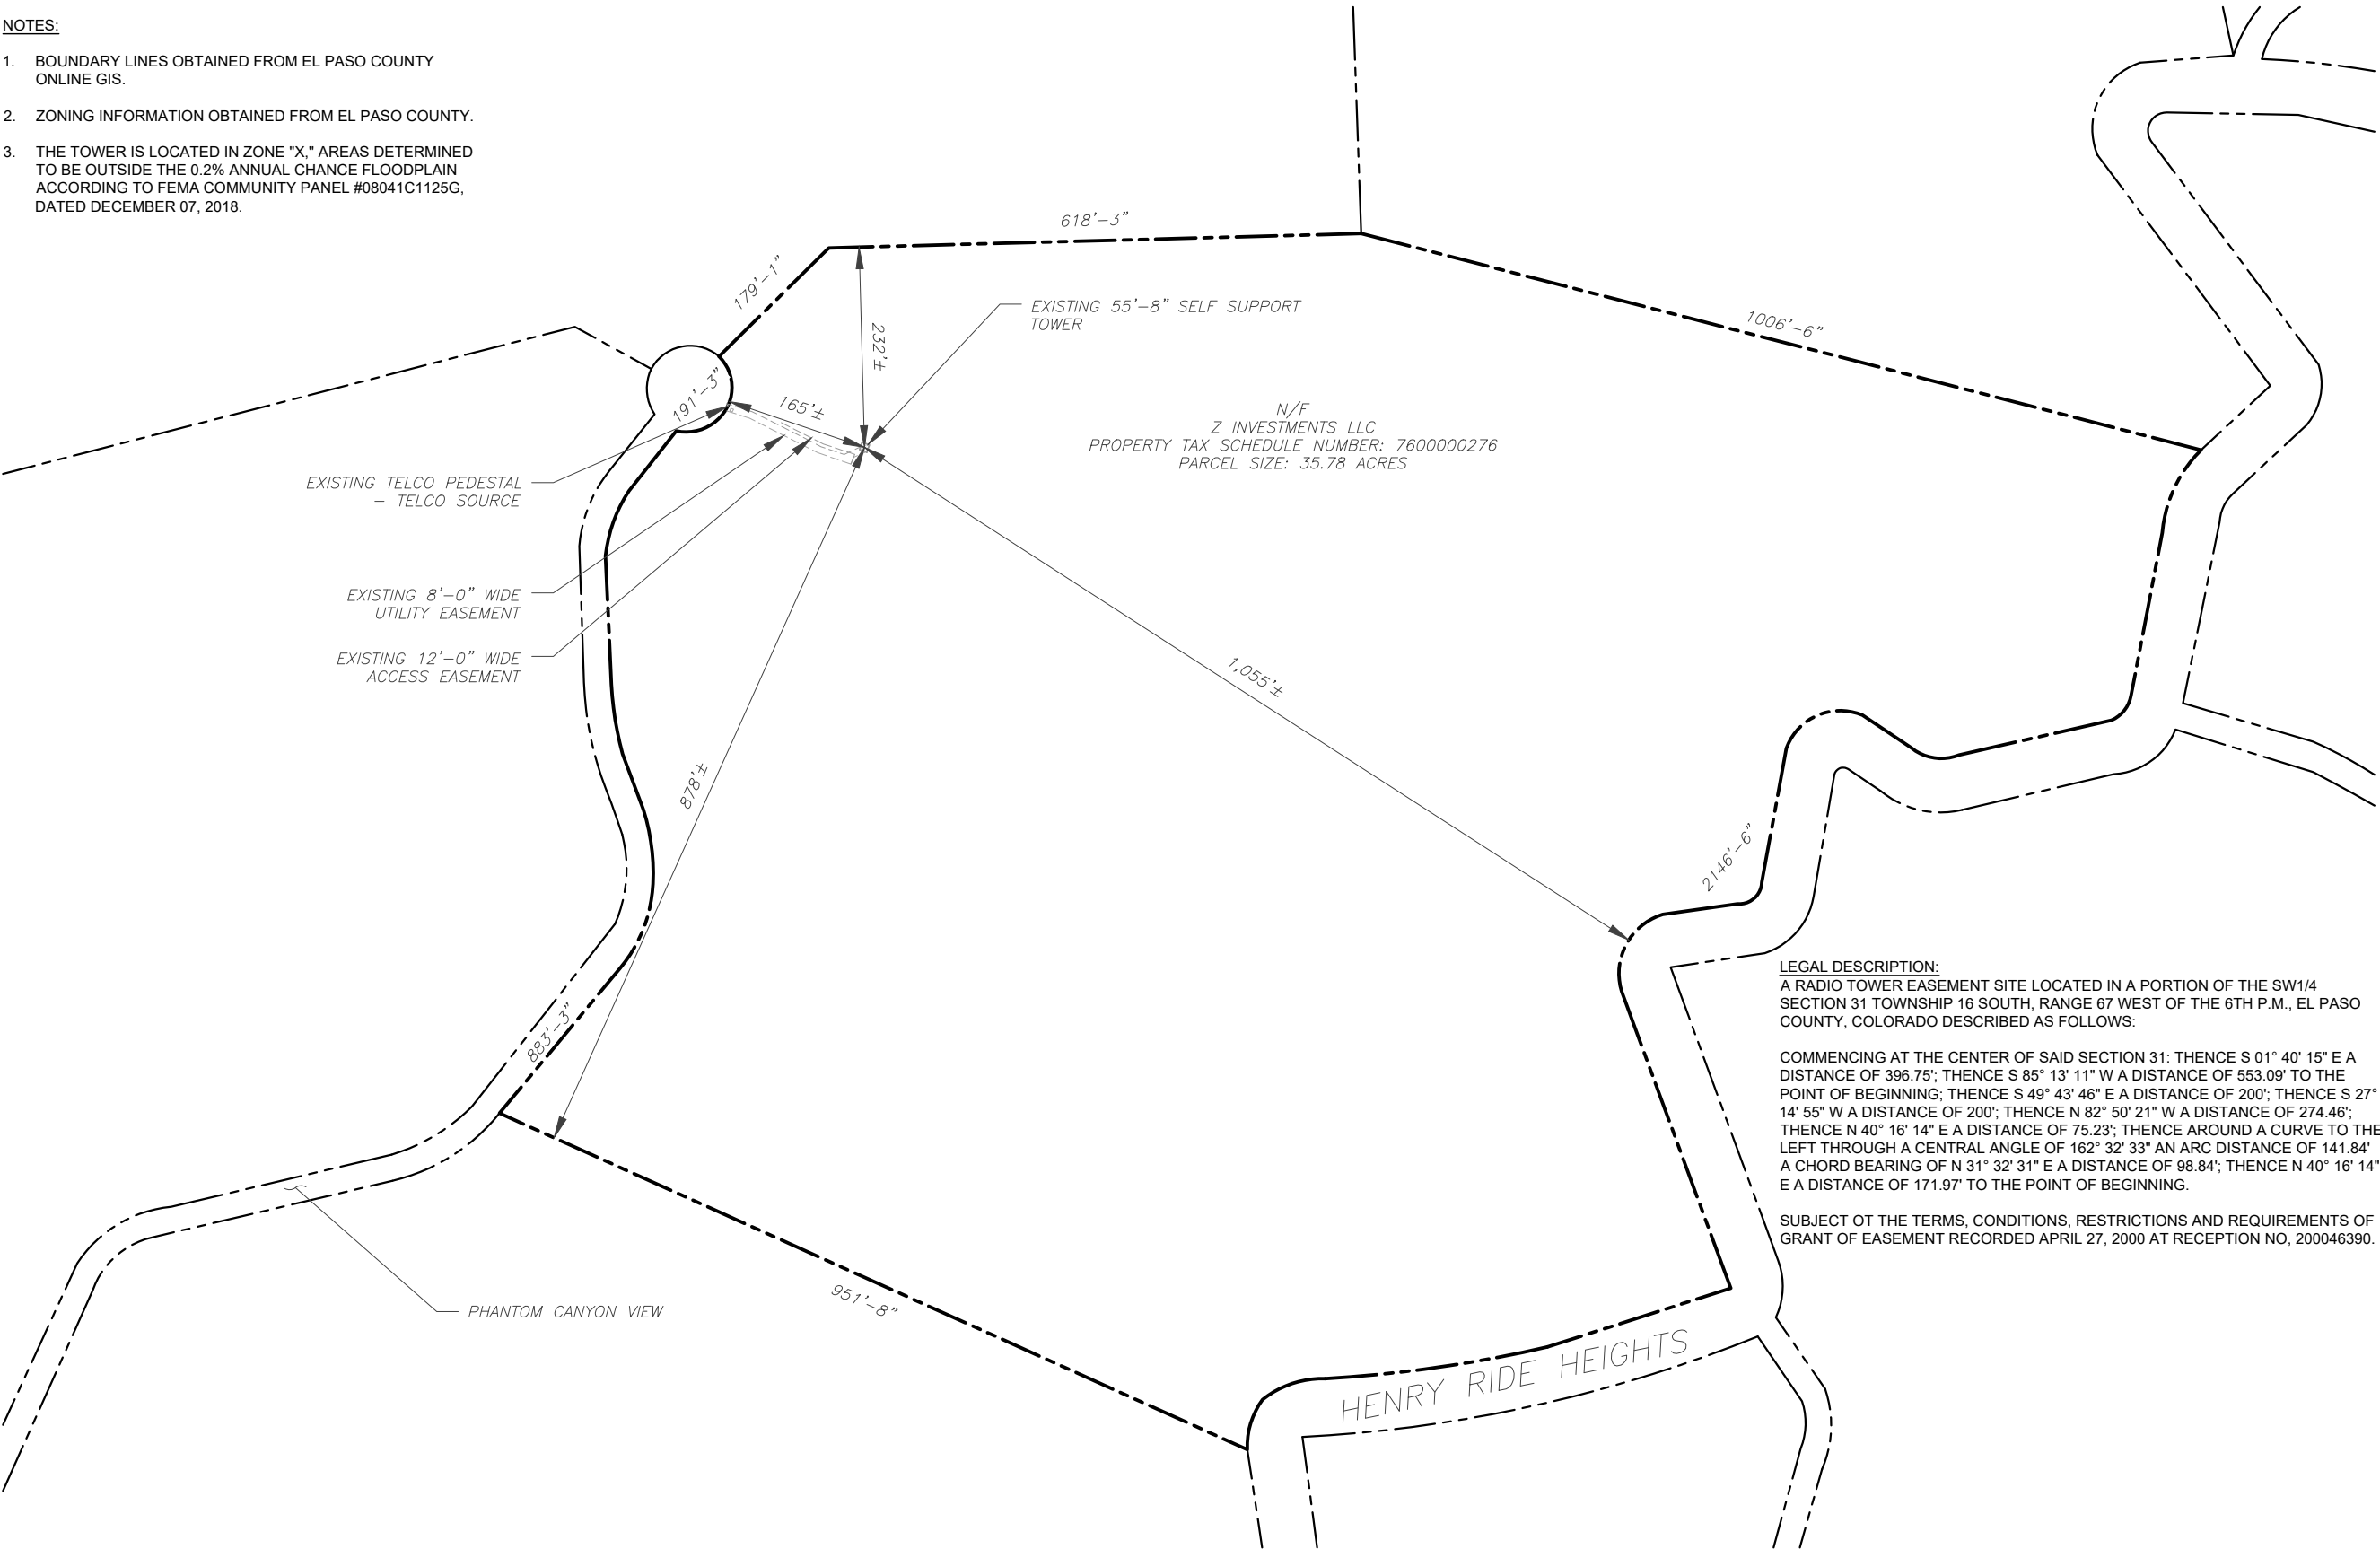 NOTES:
1. BOUNDARY LINES OBTAINED FROM EL PASO COUNTY
ONLINE GIS.
2. ZONING INFORMATION OBTAINED FROM EL PASO COUNTY.
3. THE TOWER IS LOCATED IN ZONE "X," AREAS DETERMINED
TO BE OUTSIDE THE 0.2% ANNUAL CHANCE FLOODPLAIN
ACCORDING TO FEMA COMMUNITY PANEL #08041C1125G,
DATED DECEMBER 07, 2018.
618'-3"
179'-1"
232'±
EXISTING 55'-8" SELF SUPPORT
TOWER
1006'-6"
191'-3"
165'±
N/F
Z INVESTMENTS LLC
PROPERTY TAX SCHEDULE NUMBER: 7600000276
PARCEL SIZE: 35.78 ACRES
EXISTING TELCO PEDESTAL
- TELCO SOURCE
EXISTING 8'-0" WIDE
UTILITY EASEMENT
EXISTING 12'-0" WIDE
ACCESS EASEMENT
1,055'±
878'±
2146'-6"
883'-3"
LEGAL DESCRIPTION:
A RADIO TOWER EASEMENT SITE LOCATED IN A PORTION OF THE SW1/4
SECTION 31 TOWNSHIP 16 SOUTH, RANGE 67 WEST OF THE 6TH P.M., EL PASO
COUNTY, COLORADO DESCRIBED AS FOLLOWS:
COMMENCING AT THE CENTER OF SAID SECTION 31: THENCE S 01° 40' 15" E A
DISTANCE OF 396.75'; THENCE S 85° 13' 11" W A DISTANCE OF 553.09' TO THE
POINT OF BEGINNING; THENCE S 49° 43' 46" E A DISTANCE OF 200'; THENCE S 27°
14' 55" W A DISTANCE OF 200'; THENCE N 82° 50' 21" W A DISTANCE OF 274.46';
THENCE N 40° 16' 14" E A DISTANCE OF 75.23'; THENCE AROUND A CURVE TO THE
LEFT THROUGH A CENTRAL ANGLE OF 162° 32' 33" AN ARC DISTANCE OF 141.84'
A CHORD BEARING OF N 31° 32' 31" E A DISTANCE OF 98.84'; THENCE N 40° 16' 14"
E A DISTANCE OF 171.97' TO THE POINT OF BEGINNING.
SUBJECT OT THE TERMS, CONDITIONS, RESTRICTIONS AND REQUIREMENTS OF
GRANT OF EASEMENT RECORDED APRIL 27, 2000 AT RECEPTION NO, 200046390.
951'-8"
PHANTOM CANYON VIEW
HENRY RIDE HEIGHTS